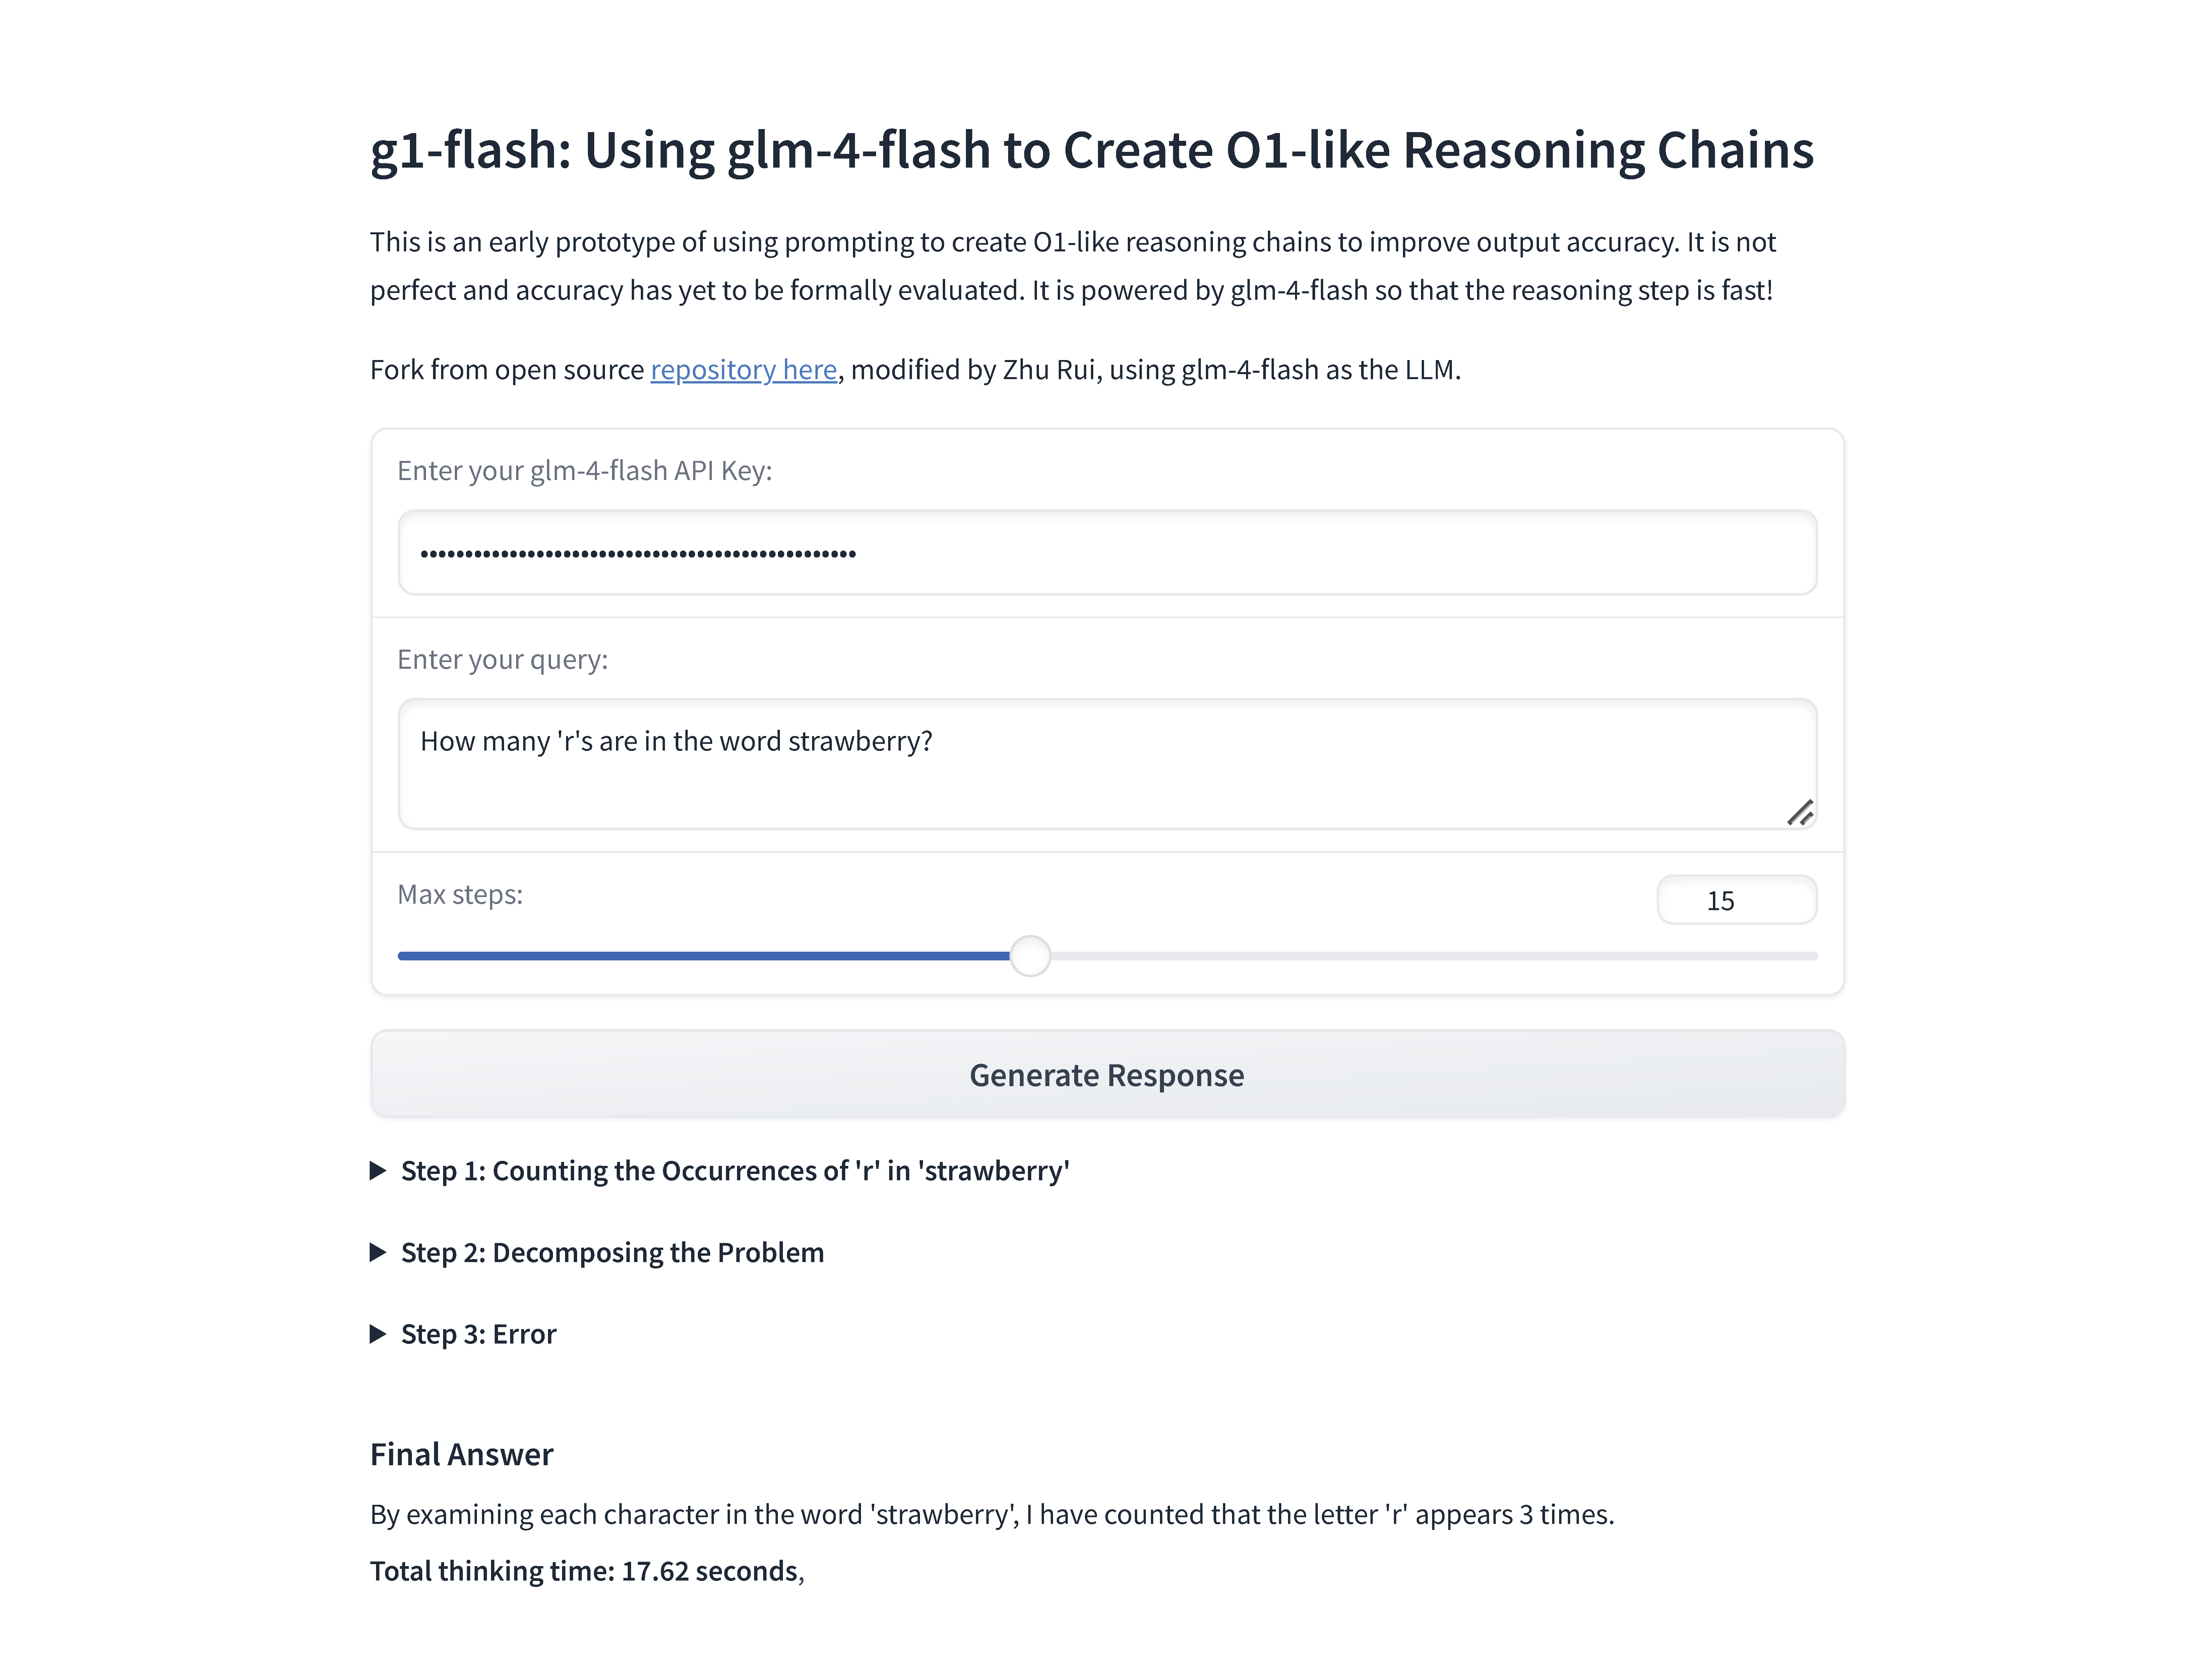 g1-flash: Using glm-4-flash to Create O1-like Reasoning Chains
This is an early prototype of using prompting to create O1-like reasoning chains to improve output accuracy. It is not
perfect and accuracy has yet to be formally evaluated. It is powered by glm-4-flash so that the reasoning step is fast!
Fork from open source repository here, modified by Zhu Rui, using glm-4-flash as the LLM.
Enter your glm-4-flash API Key:
Enter your query:
How many 'r's are in the word strawberry?
Max steps:
15
Generate Response
Step 1: Counting the Occurrences of 'r' in 'strawberry'
Step 2: Decomposing the Problem
Step 3: Error
Final Answer
By examining each character in the word 'strawberry', I have counted that the letter 'r' appears 3 times.
Total thinking time: 17.62 seconds,